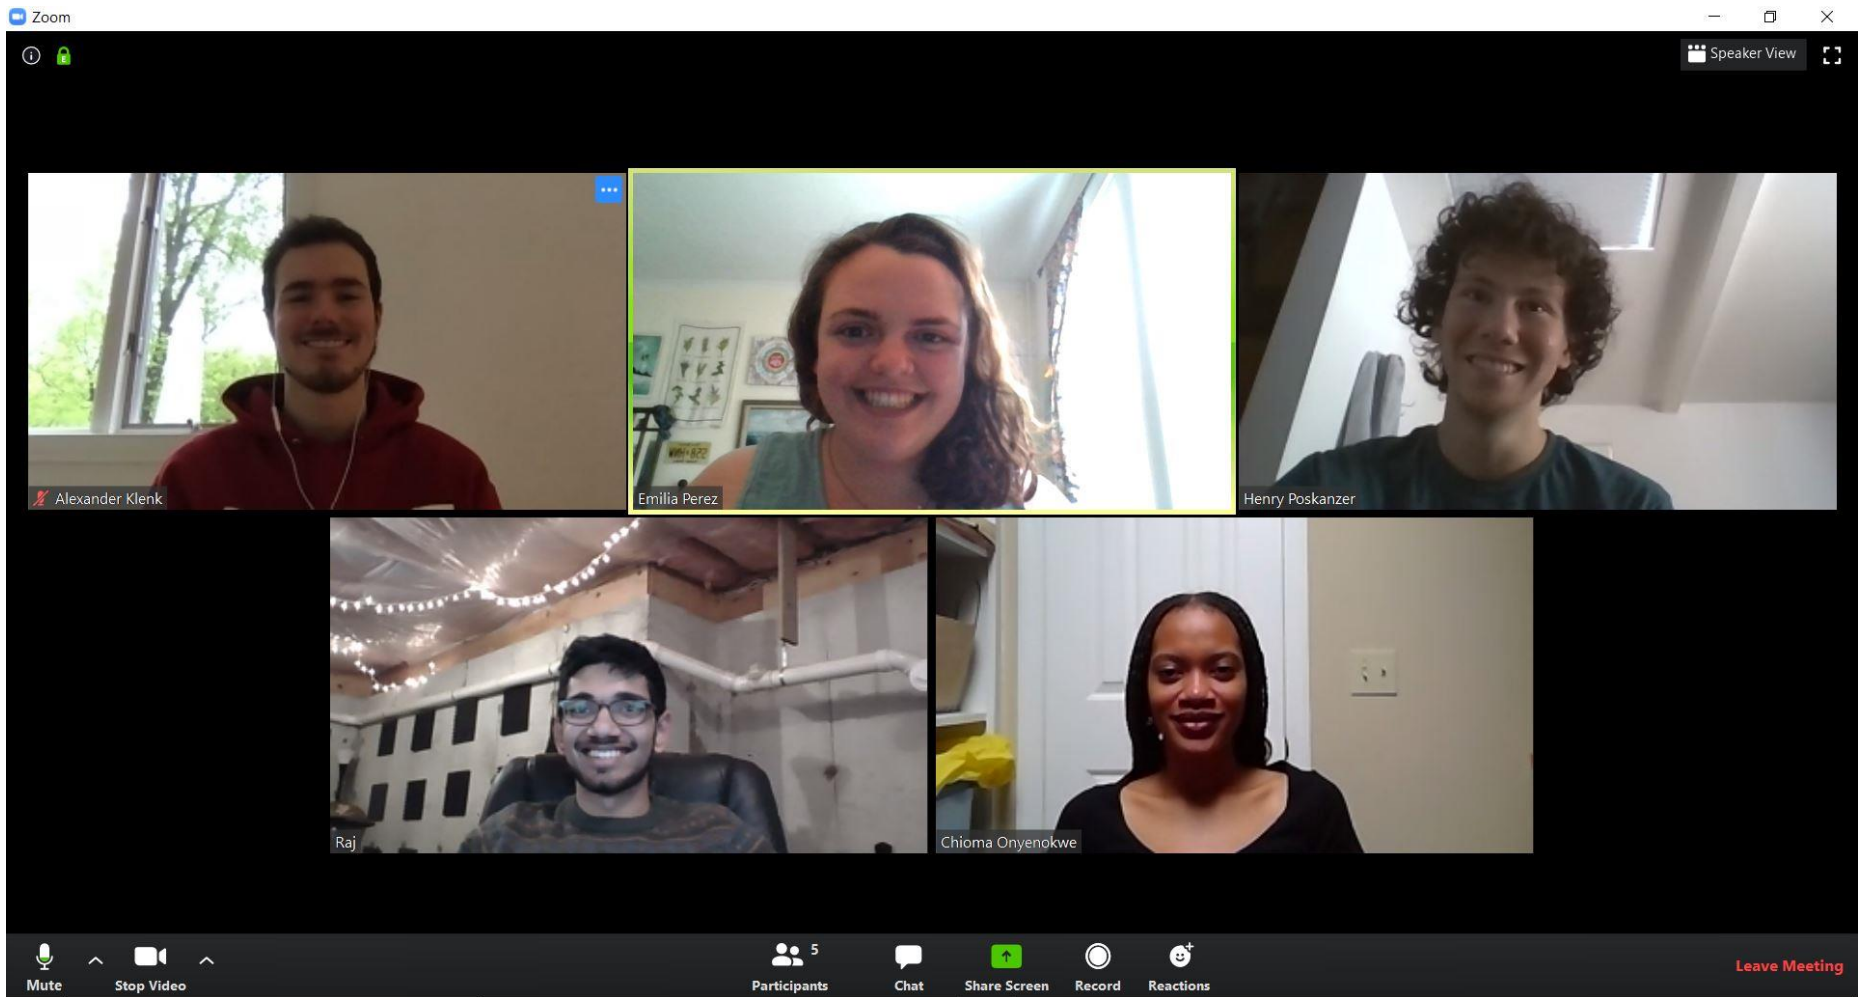 Zoom
Speaker View
Alexander Klenk
Emilia Perez
Henry Poskanzer
Raj
Chioma Onyenokwe
5
Mute
Stop Video
Participants
Chat
Share Screen
Record
Reactions
Leave Meeting